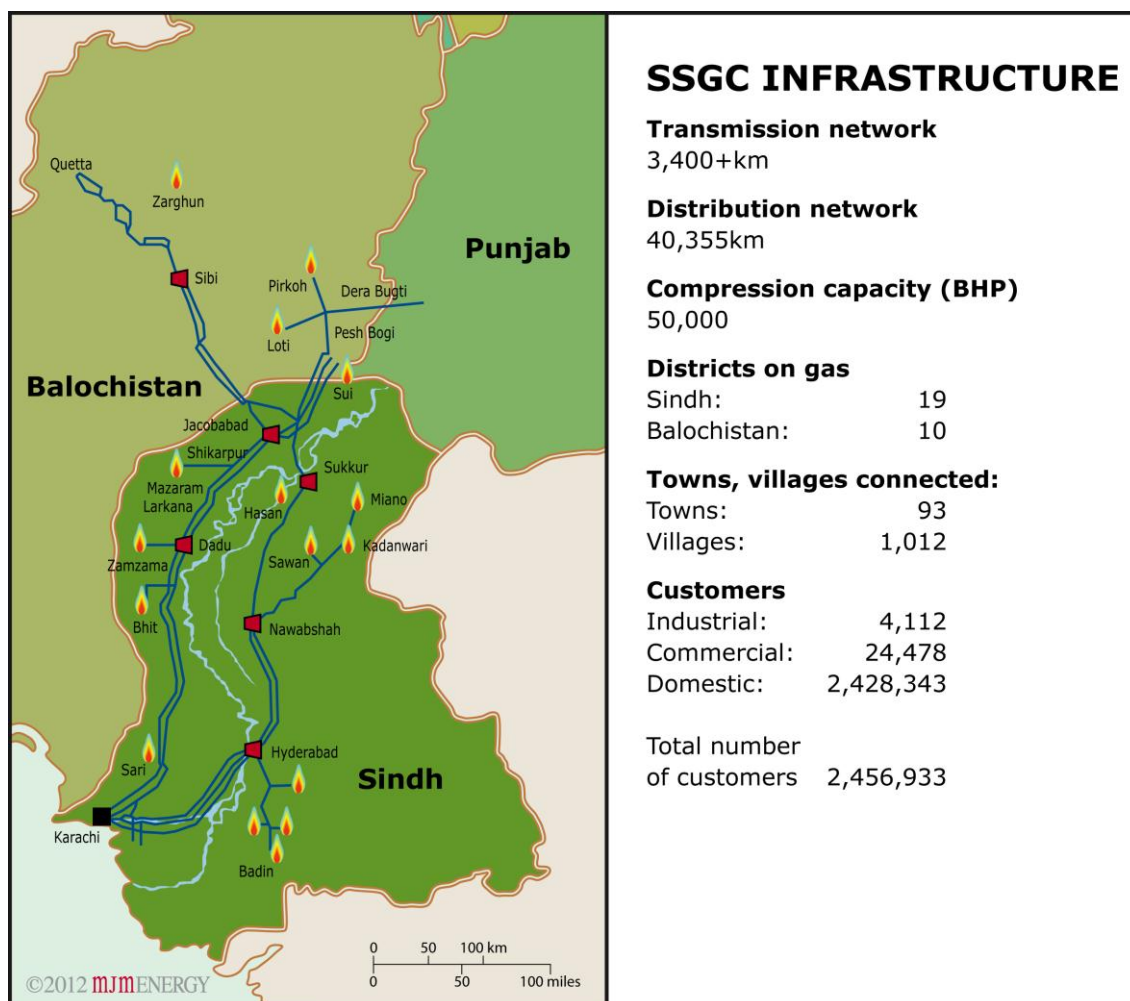 Quetta
Zarghun
Sibi
Pirkoh
Dera Bugti
Loti
Pesh Bogi
Punjab
Balochistan
Sui
Jacobabad
Shikarpur
Sukkur
Mazaram
Larkana
Hasan
Miano
Dadu
Kadanwari
Zamzama
Sawan
Bhit
Nawabshah
Hyderabad
Sari
Sindh
Karachi
Badin
0 50 100 km
0 50 100 miles
©2012 MJMENERGY
SSGC INFRASTRUCTURE
Transmission network
3,400+km
Distribution network
40,355km
Compression capacity (BHP)
50,000
Districts on gas
Sindh: 19
Balochistan: 10
Towns, villages connected:
Towns: 93
Villages: 1,012
Customers
Industrial: 4,112
Commercial: 24,478
Domestic: 2,428,343
Total number
of customers 2,456,933